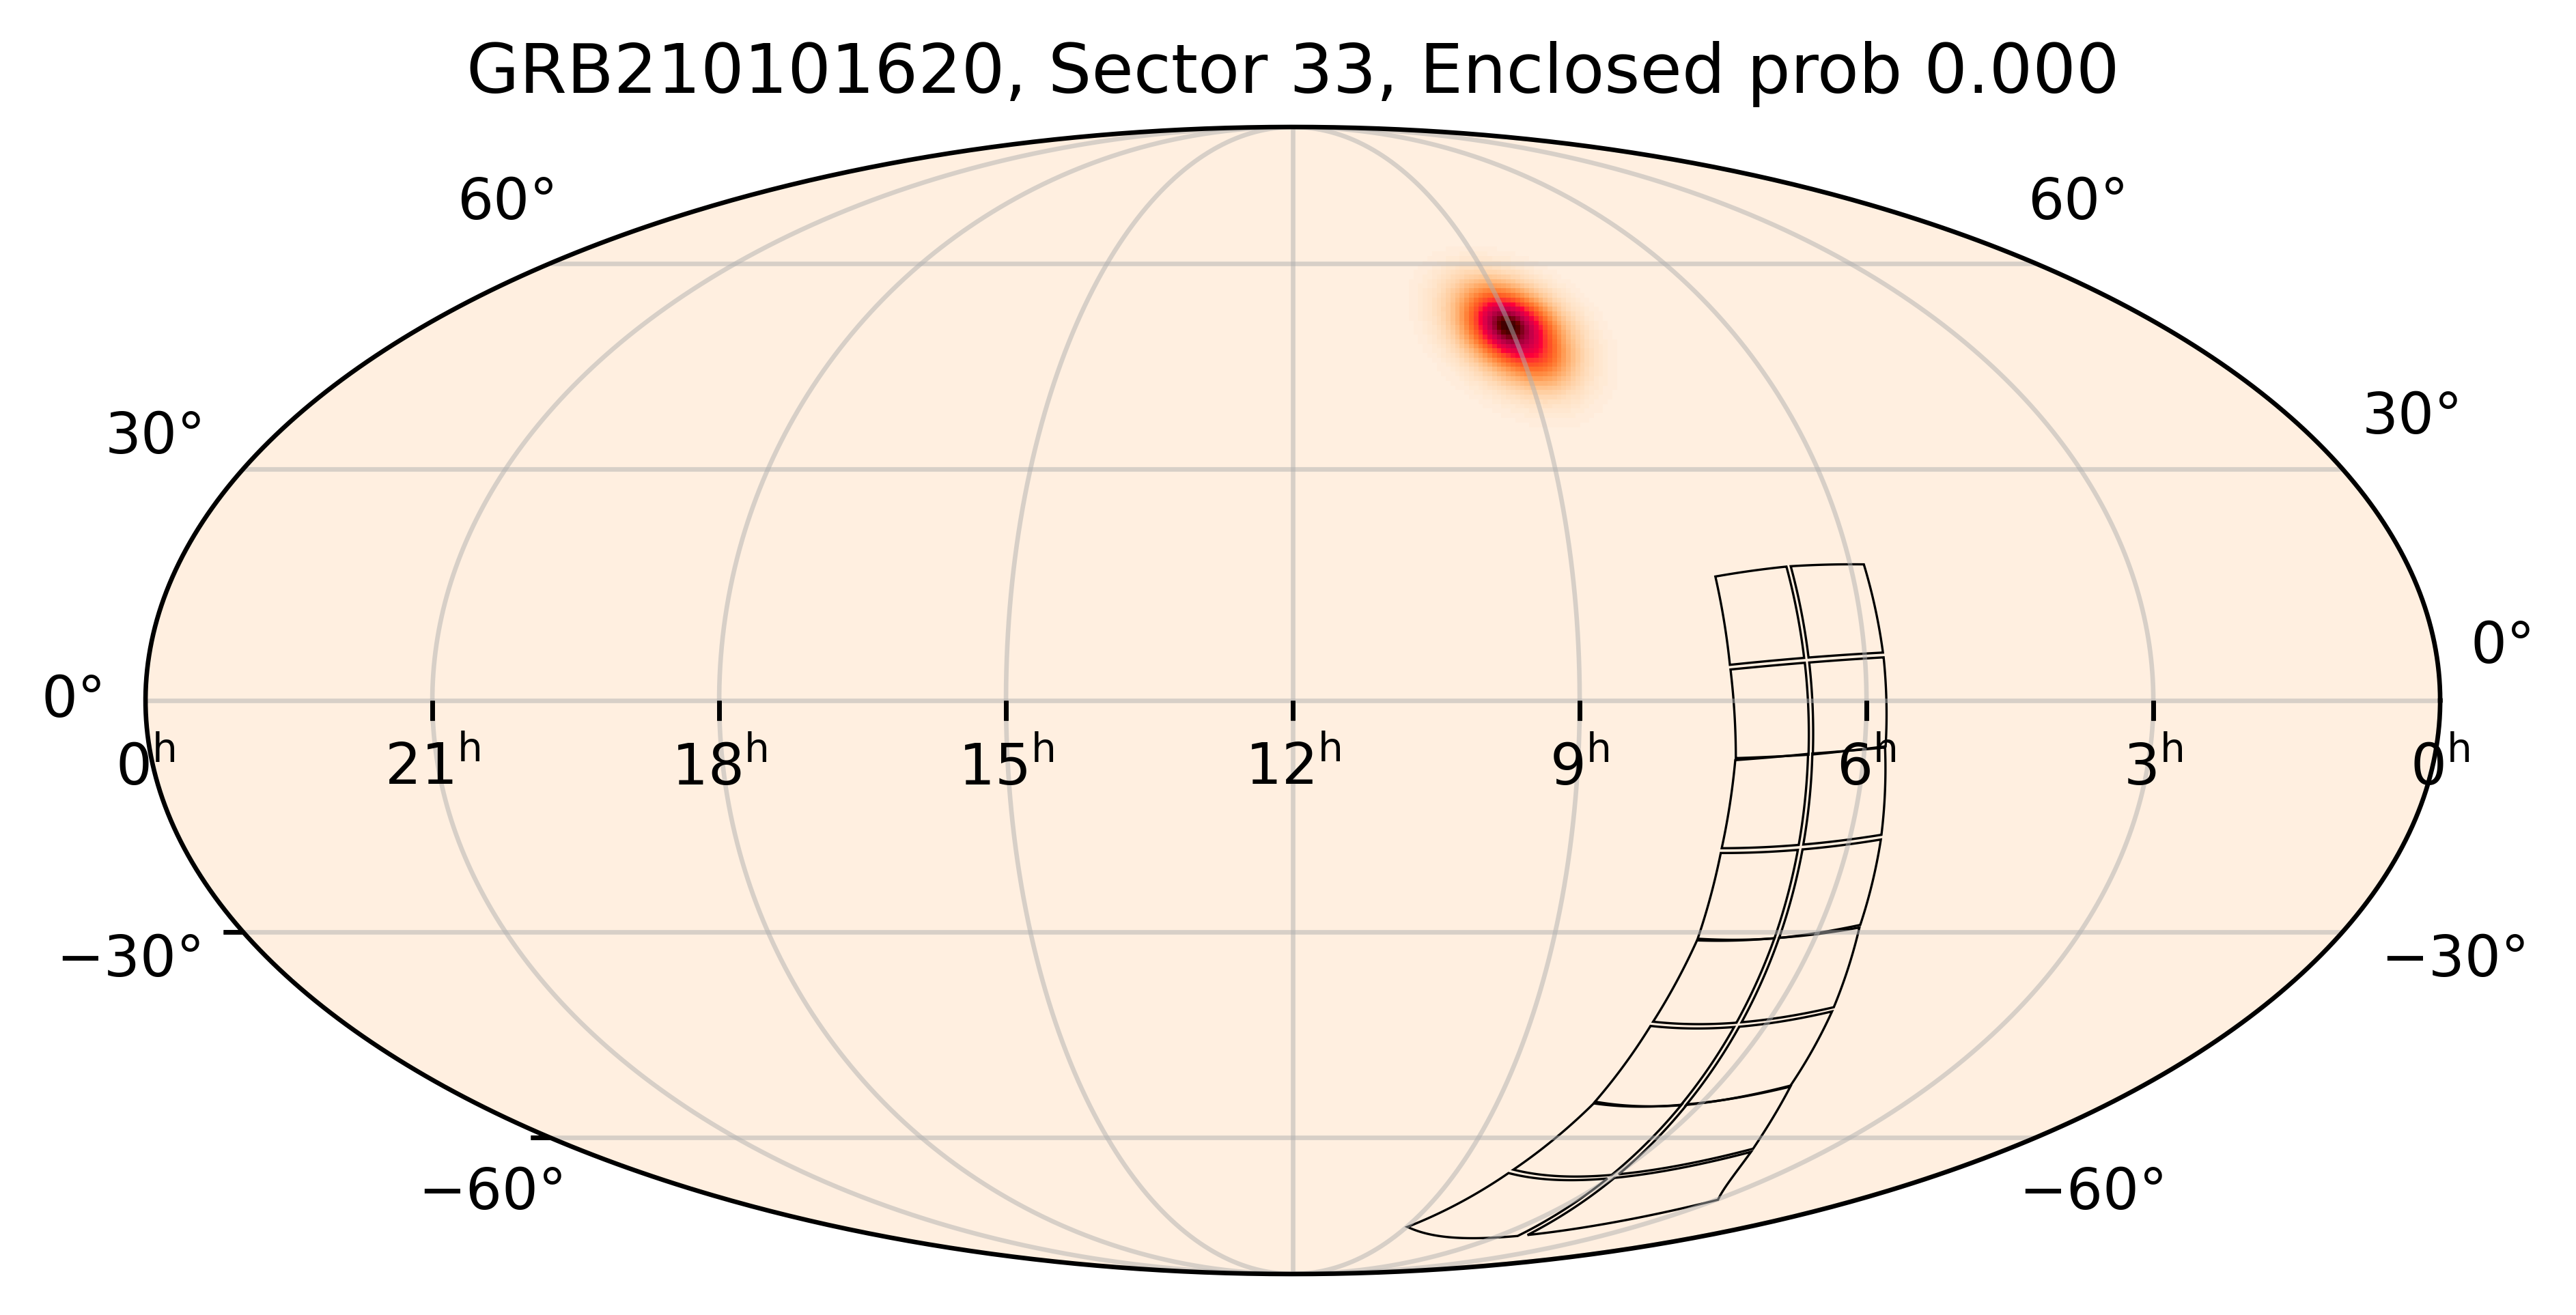 GRB210101620, Sector 33, Enclosed prob 0.000
60° 60°
30° 30°
0° 0°
0ʰ 21ʰ 18ʰ 15ʰ 12ʰ 9ʰ 6ʰ 3ʰ 0ʰ
−30° −30°
−60° −60°